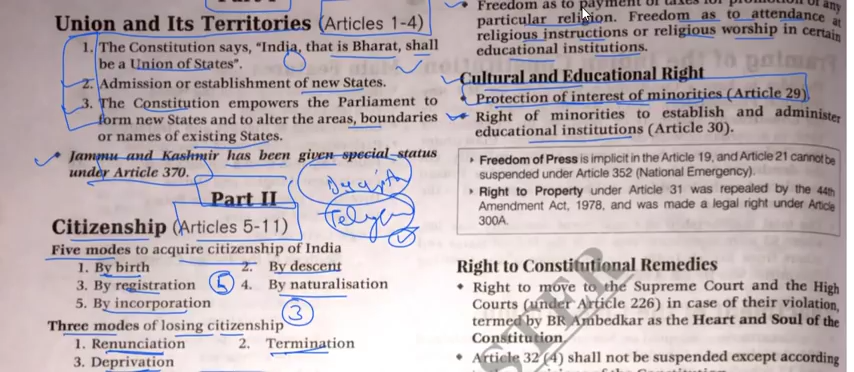 Union and Its Territories (Articles 1-4)
1. The Constitution says, "India, that is Bharat, shall
be a Union of States".
2. Admission or establishment of new States.
3. The Constitution empowers the Parliament to
form new States and to alter the areas, boundaries
or names of existing States.
• Jammu and Kashmir has been given special status
under Article 370.
Part II
Citizenship (Articles 5-11)
Five modes to acquire citizenship of India
1. By birth 2. By descent
3. By registration 5 4. By naturalisation
5. By incorporation
3
Three modes of losing citizenship
1. Renunciation 2. Termination
3. Deprivation
• Freedom as to payment of taxes for promotion of any
particular religion. Freedom as to attendance at
religious instructions or religious worship in certain
educational institutions.
Cultural and Educational Right
• Protection of interest of minorities (Article 29)
• Right of minorities to establish and administer
educational institutions (Article 30).
Freedom of Press is implicit in the Article 19, and Article 21 cannot be
suspended under Article 352 (National Emergency).
Right to Property under Article 31 was repealed by the 44th
Amendment Act, 1978, and was made a legal right under Article
300A.
Right to Constitutional Remedies
• Right to move to the Supreme Court and the High
Courts (under Article 226) in case of their violation,
termed by BR Ambedkar as the Heart and Soul of the
Constitution.
• Article 32 (4) shall not be suspended except according